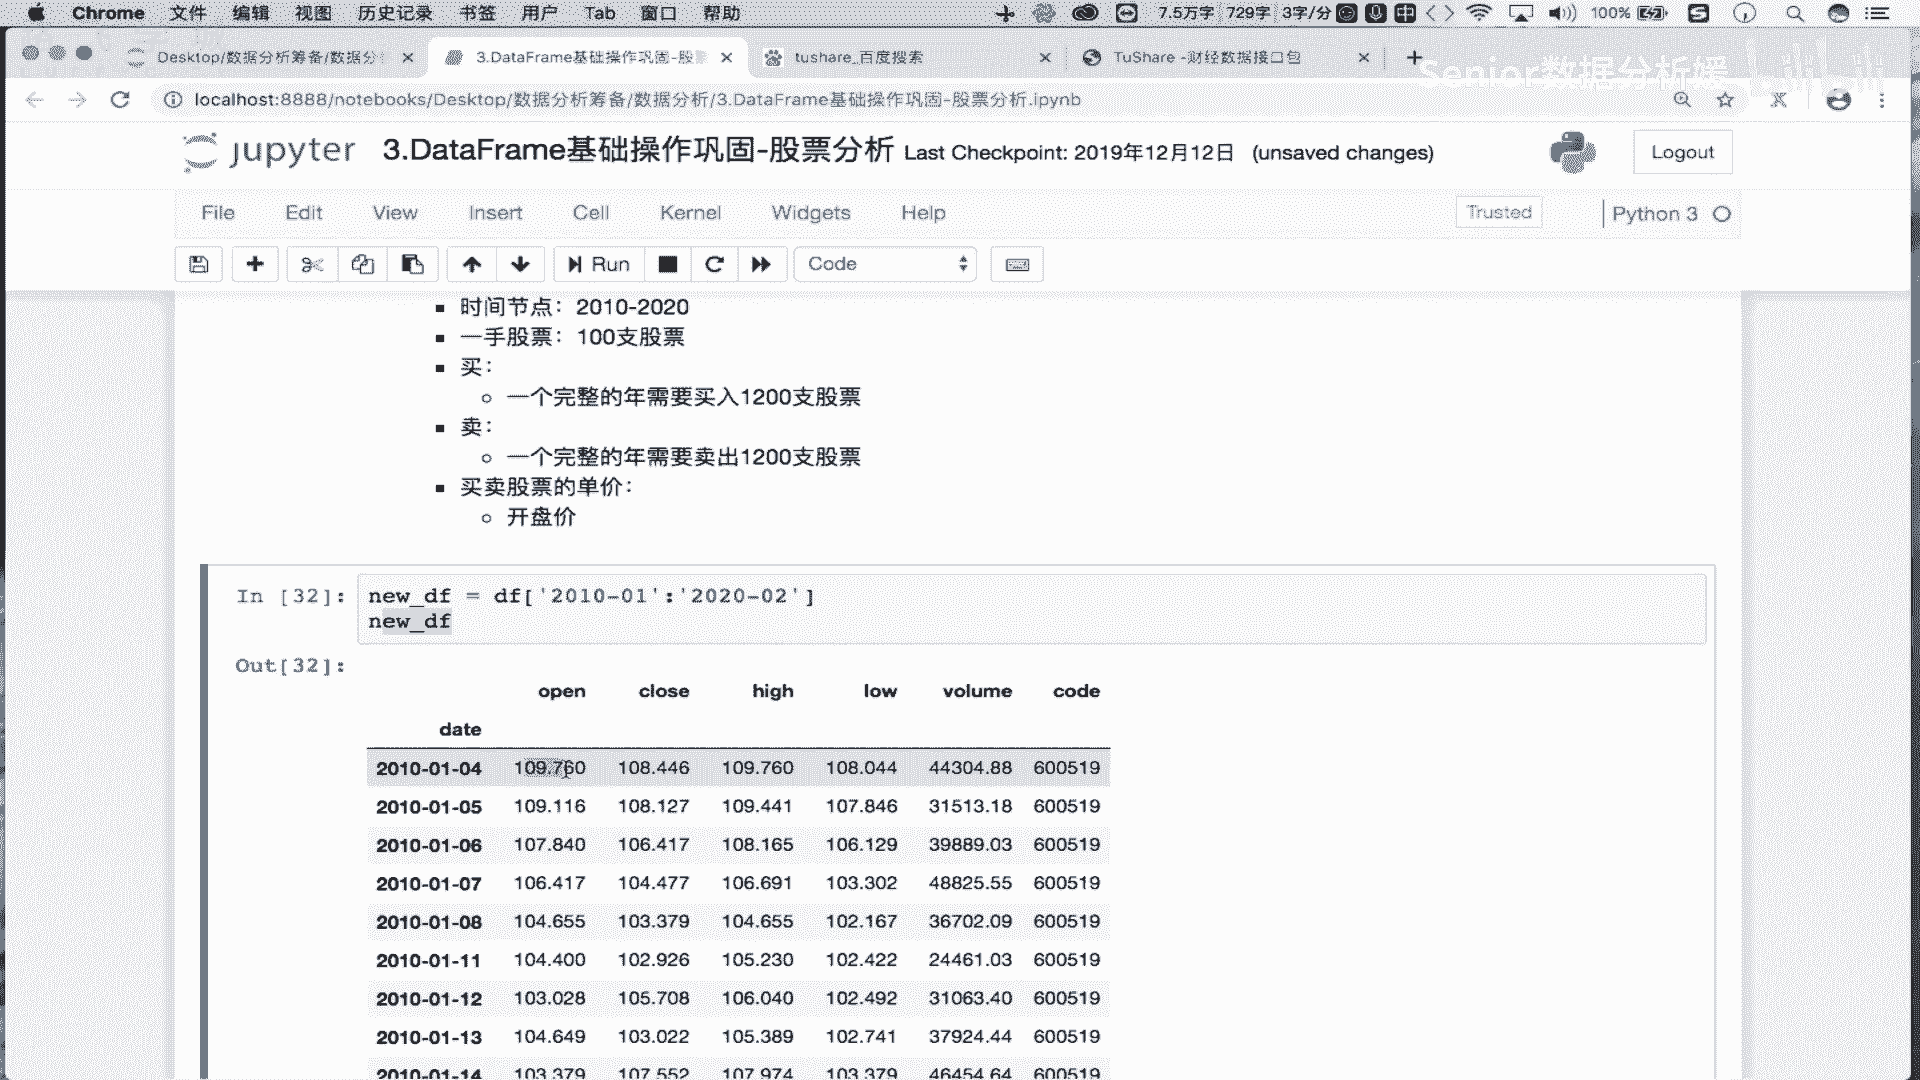 Chrome 文件 编辑 视图 历史记录 书签 用户 Tab 窗口 帮助 7.5万字 729字 3字/分 中 100%
Desktop/数据分析筹备/数据分 3.DataFrame基础操作巩固-股票 tushare_百度搜索 TuShare -财经数据接口包
Senior数据分析媛 bilibili
localhost:8888/notebooks/Desktop/数据分析筹备/数据分析/3.DataFrame基础操作巩固-股票分析.ipynb
jupyter 3.DataFrame基础操作巩固-股票分析 Last Checkpoint: 2019年12月12日 (unsaved changes) Logout
File Edit View Insert Cell Kernel Widgets Help Trusted Python 3
Run Code
时间节点：2010-2020
一手股票：100支股票
买：
一个完整的年需要买入1200支股票
卖：
一个完整的年需要卖出1200支股票
买卖股票的单价：
开盘价
In [32]: new_df = df['2010-01':'2020-02']
new_df
Out[32]:
open close high low volume code
date
2010-01-04 109.760 108.446 109.760 108.044 44304.88 600519
2010-01-05 109.116 108.127 109.441 107.846 31513.18 600519
2010-01-06 107.840 106.417 108.165 106.129 39889.03 600519
2010-01-07 106.417 104.477 106.691 103.302 48825.55 600519
2010-01-08 104.655 103.379 104.655 102.167 36702.09 600519
2010-01-11 104.400 102.926 105.230 102.422 24461.03 600519
2010-01-12 103.028 105.708 106.040 102.492 31063.40 600519
2010-01-13 104.649 103.022 105.389 102.741 37924.44 600519
2010-01-14 103.379 107.552 107.974 103.379 46454.64 600519